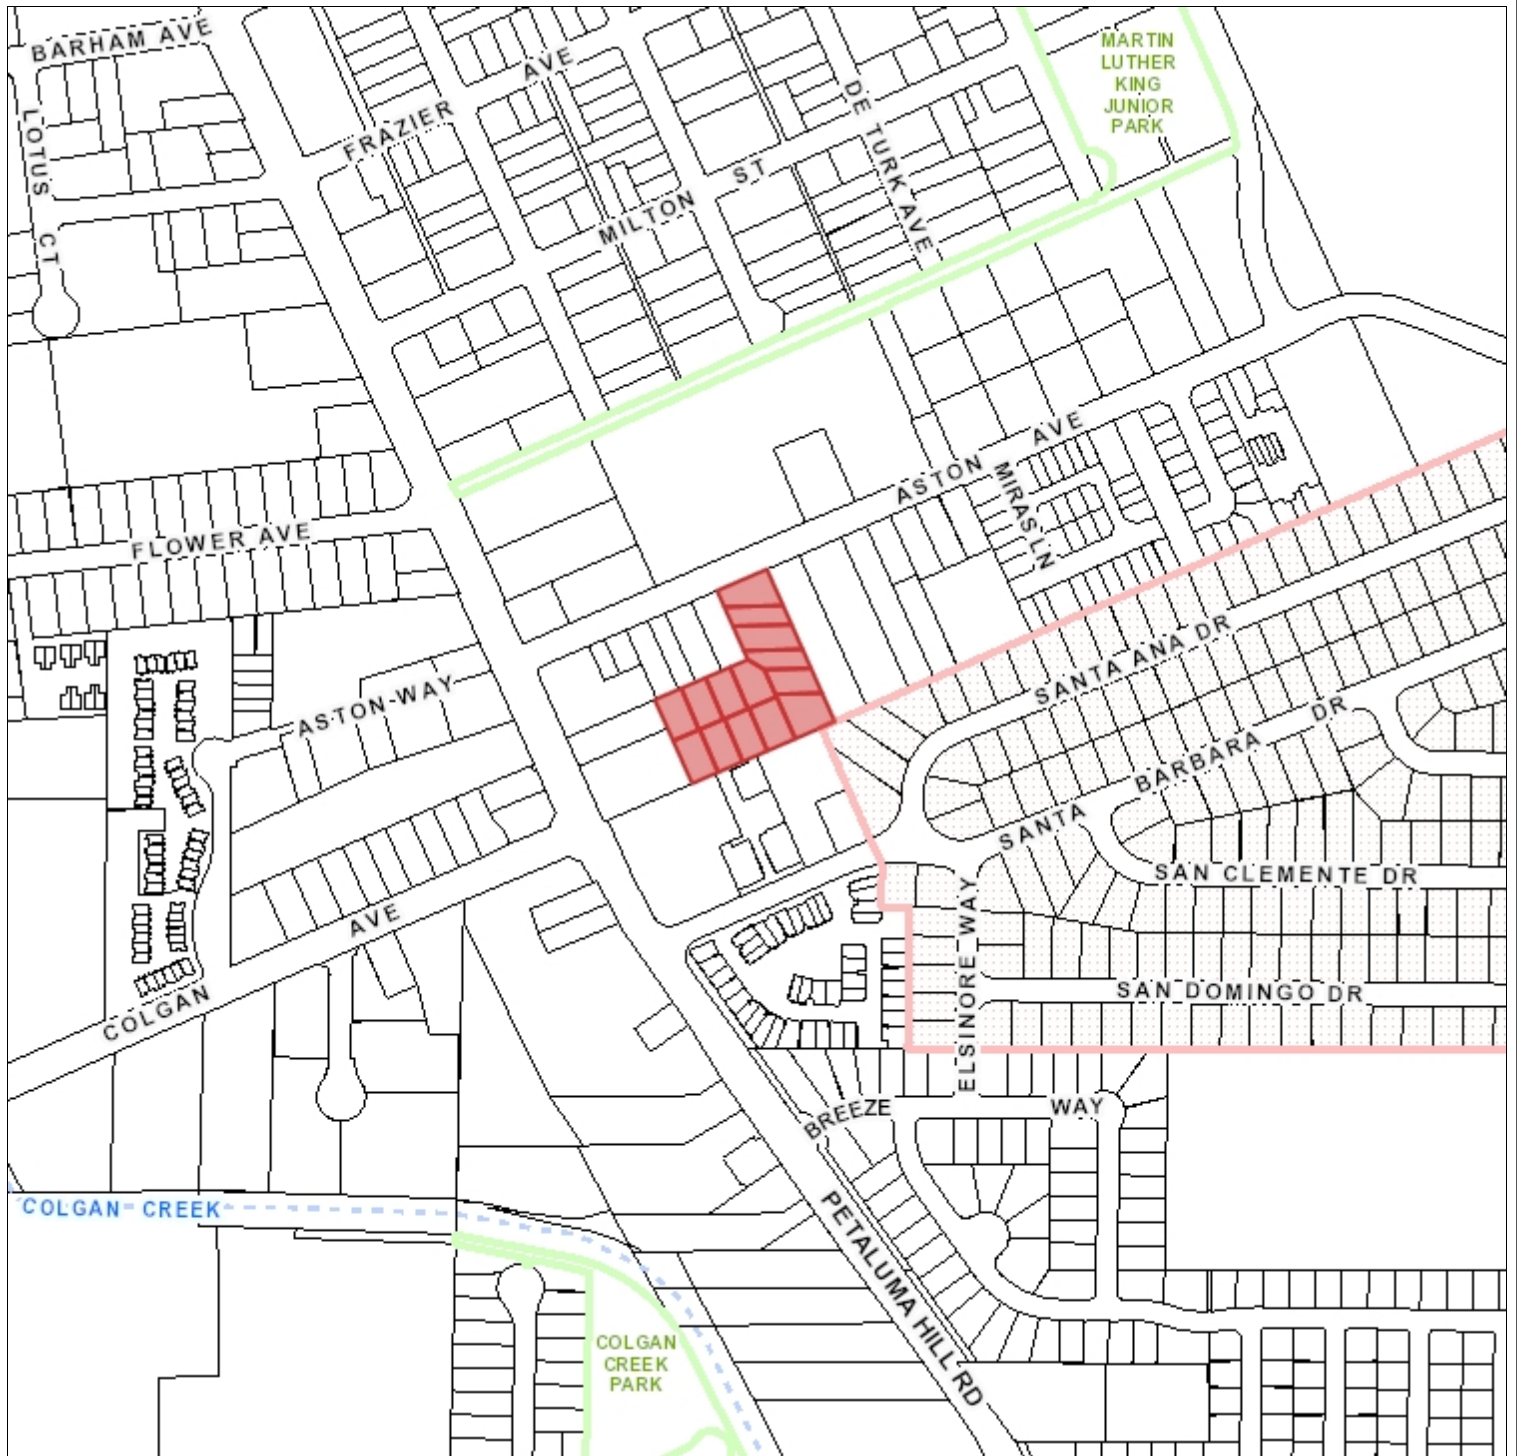 BARHAM AVE
LOTUS CT
FRAZIER AVE
MILTON ST
DE TURK AVE
MARTIN
LUTHER
KING
JUNIOR
PARK
FLOWER AVE
ASTON AVE
MIRAS LN
ASTON WAY
SANTA ANA DR
SANTA BARBARA DR
SAN CLEMENTE DR
COLGAN AVE
ELSINORE WAY
SAN DOMINGO DR
BREEZE WAY
COLGAN CREEK
PETALUMA HILL RD
COLGAN
CREEK
PARK